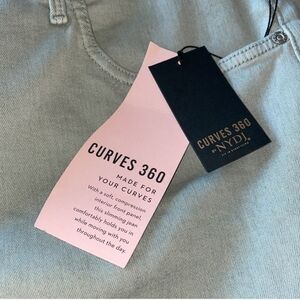 CURVES 360
MADE FOR
YOUR CURVES
With a soft, compression
interior front panel,
this slimming jean
comfortably holds you in
while moving with you
throughout the day.
CURVES 360
BY NYDJ